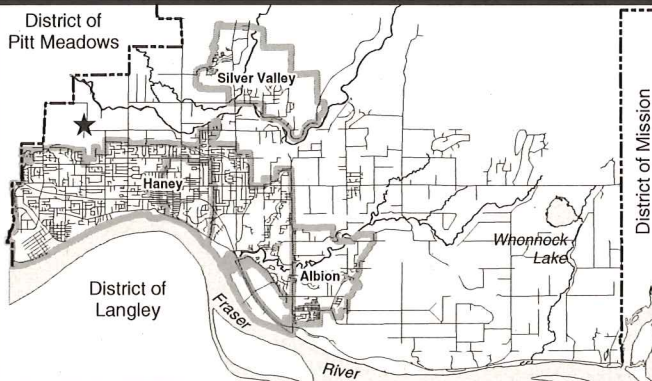 District of
Pitt Meadows
Silver Valley
Haney
District of Mission
Whonnock
Lake
Albion
District of
Langley
Fraser
River